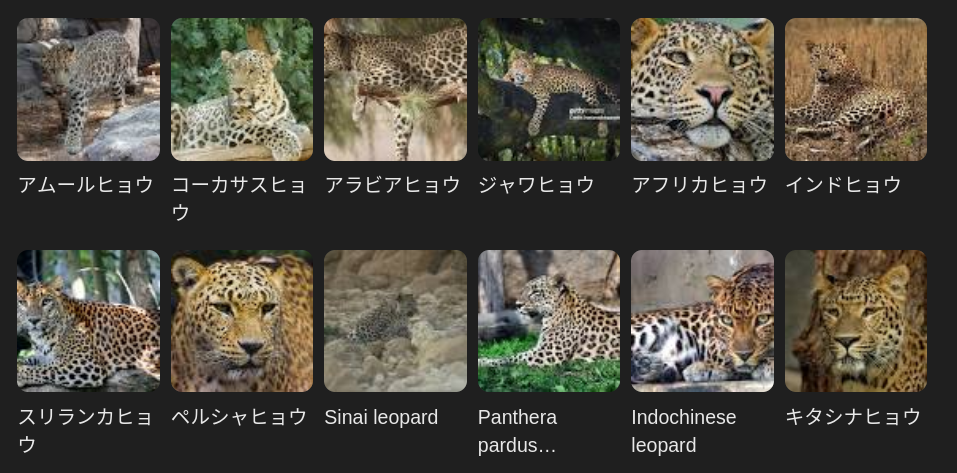 アムールヒョウ
コーカサスヒョ
ウ
アラビアヒョウ
ジャワヒョウ
アフリカヒョウ
インドヒョウ
スリランカヒョ
ウ
ペルシャヒョウ
Sinai leopard
Panthera
pardus…
Indochinese
leopard
キタシナヒョウ